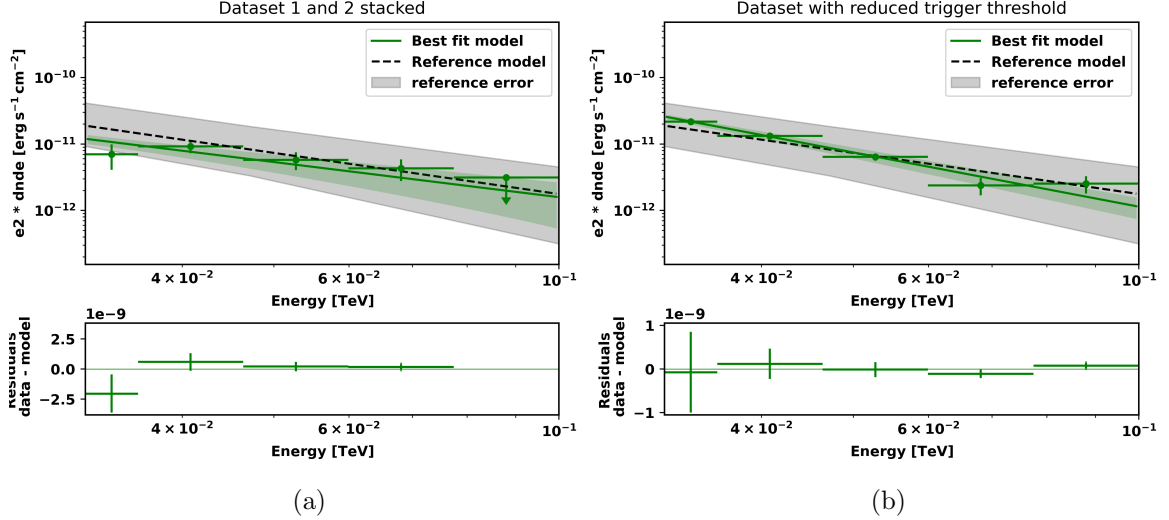 Dataset 1 and 2 stacked
e2 * dnde [erg s⁻¹ cm⁻²]
10⁻¹⁰
10⁻¹¹
10⁻¹²
Best fit model
Reference model
reference error
4 × 10⁻² 6 × 10⁻² 10⁻¹
Energy [TeV]
1e−9
Residuals
data - model
2.5
0.0
−2.5
4 × 10⁻² 6 × 10⁻² 10⁻¹
Energy [TeV]
(a)
Dataset with reduced trigger threshold
e2 * dnde [erg s⁻¹ cm⁻²]
10⁻¹⁰
10⁻¹¹
10⁻¹²
Best fit model
Reference model
reference error
4 × 10⁻² 6 × 10⁻² 10⁻¹
Energy [TeV]
1e−9
Residuals
data - model
1
0
−1
4 × 10⁻² 6 × 10⁻² 10⁻¹
Energy [TeV]
(b)